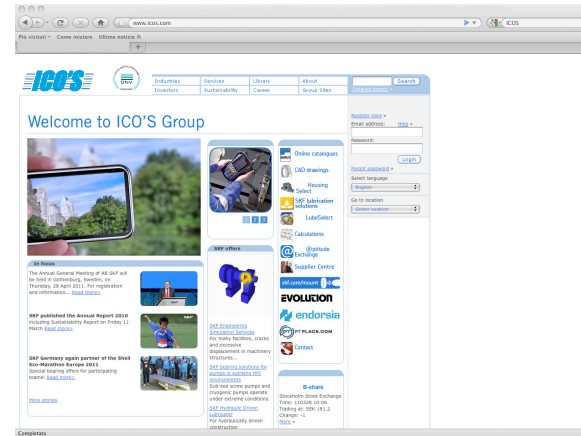 www.icos.com
ICOS
Più visitati
Come iniziare
Ultime notizie
ICO'S
DNV
Industries
Services
Library
About
Investors
Sustainability
Career
Group Sites
Search
Welcome to ICO'S Group
Register here »
Email address:
Help »
Password:
Login
Forgot password »
Select language
English
Go to location
Select location
Online catalogues
CAD drawings
Housing
Select
SKF lubrication
solutions
LubeSelect
Calculations
@ptitude
Exchange
Supplier Centre
skf.com/mount
EVOLUTION
endorsia
PTPLACE.COM
Contact
1 2 3
In focus
The Annual General Meeting of AB SKF will
be held in Gothenburg, Sweden, on
Thursday, 28 April 2011. For registration
and information... Read more>
SKF published the Annual Report 2010
including Sustainability Report on Friday 11
March Read more>
SKF Germany again partner of the Shell
Eco-Marathon Europe 2011
Special bearing offers for participating
teams! Read more>
More stories
SKF offers
SKF Engineering
Simulation Services
For many facilities, cracks
and excessive
displacement in machinery
structures...
SKF bearing solutions for
pumps in extreme HPI
environments
Sub-sea screw pumps and
cryogenic pumps operate
under extreme conditions.
SKF Hydraulic Driven
Lubricator
For hydraulically driven
construction
B-share
Stockholm Stock Exchange
Time: 110328 10:06
Trading at: SEK 181.2
Change: -1
More »
Completato